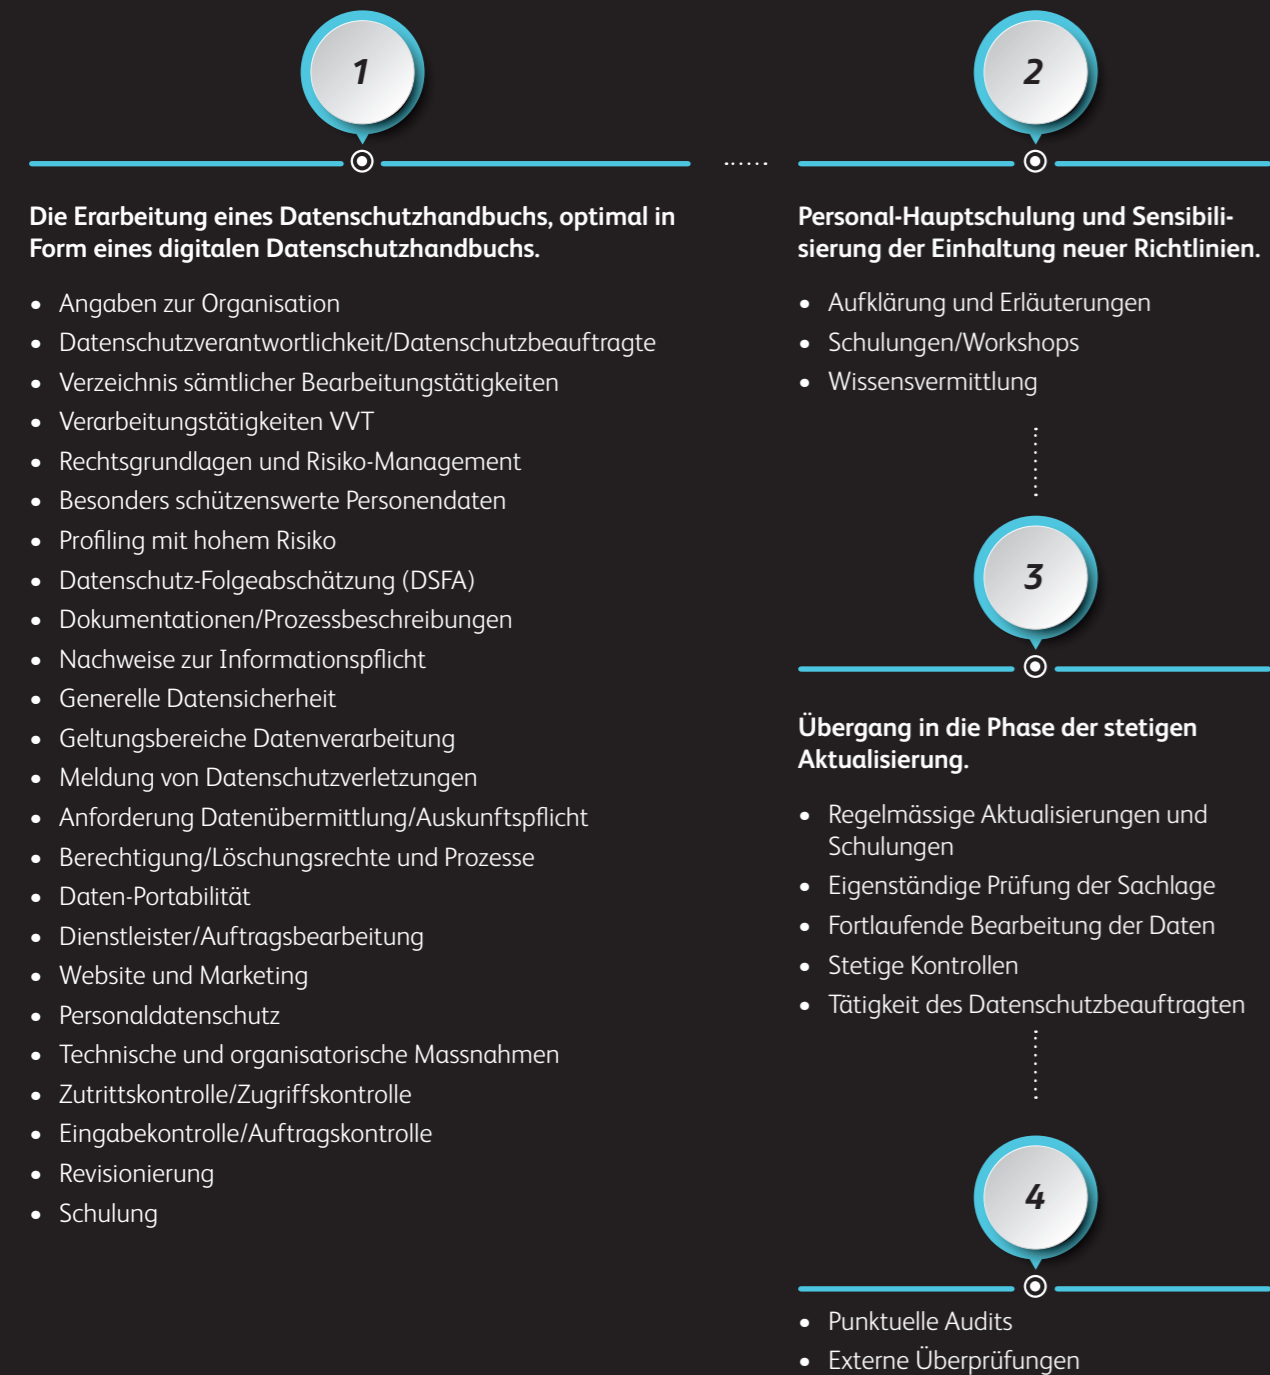 1
Die Erarbeitung eines Datenschutzhandbuchs, optimal in
Form eines digitalen Datenschutzhandbuchs.
• Angaben zur Organisation
• Datenschutzverantwortlichkeit/Datenschutzbeauftragte
• Verzeichnis sämtlicher Bearbeitungstätigkeiten
• Verarbeitungstätigkeiten VVT
• Rechtsgrundlagen und Risiko-Management
• Besonders schützenswerte Personendaten
• Profiling mit hohem Risiko
• Datenschutz-Folgeabschätzung (DSFA)
• Dokumentationen/Prozessbeschreibungen
• Nachweise zur Informationspflicht
• Generelle Datensicherheit
• Geltungsbereiche Datenverarbeitung
• Meldung von Datenschutzverletzungen
• Anforderung Datenübermittlung/Auskunftspflicht
• Berechtigung/Löschungsrechte und Prozesse
• Daten-Portabilität
• Dienstleister/Auftragsbearbeitung
• Website und Marketing
• Personaldatenschutz
• Technische und organisatorische Massnahmen
• Zutrittskontrolle/Zugriffskontrolle
• Eingabekontrolle/Auftragskontrolle
• Revisionierung
• Schulung
2
Personal-Hauptschulung und Sensibili-
sierung der Einhaltung neuer Richtlinien.
• Aufklärung und Erläuterungen
• Schulungen/Workshops
• Wissensvermittlung
3
Übergang in die Phase der stetigen
Aktualisierung.
• Regelmässige Aktualisierungen und
Schulungen
• Eigenständige Prüfung der Sachlage
• Fortlaufende Bearbeitung der Daten
• Stetige Kontrollen
• Tätigkeit des Datenschutzbeauftragten
4
• Punktuelle Audits
• Externe Überprüfungen